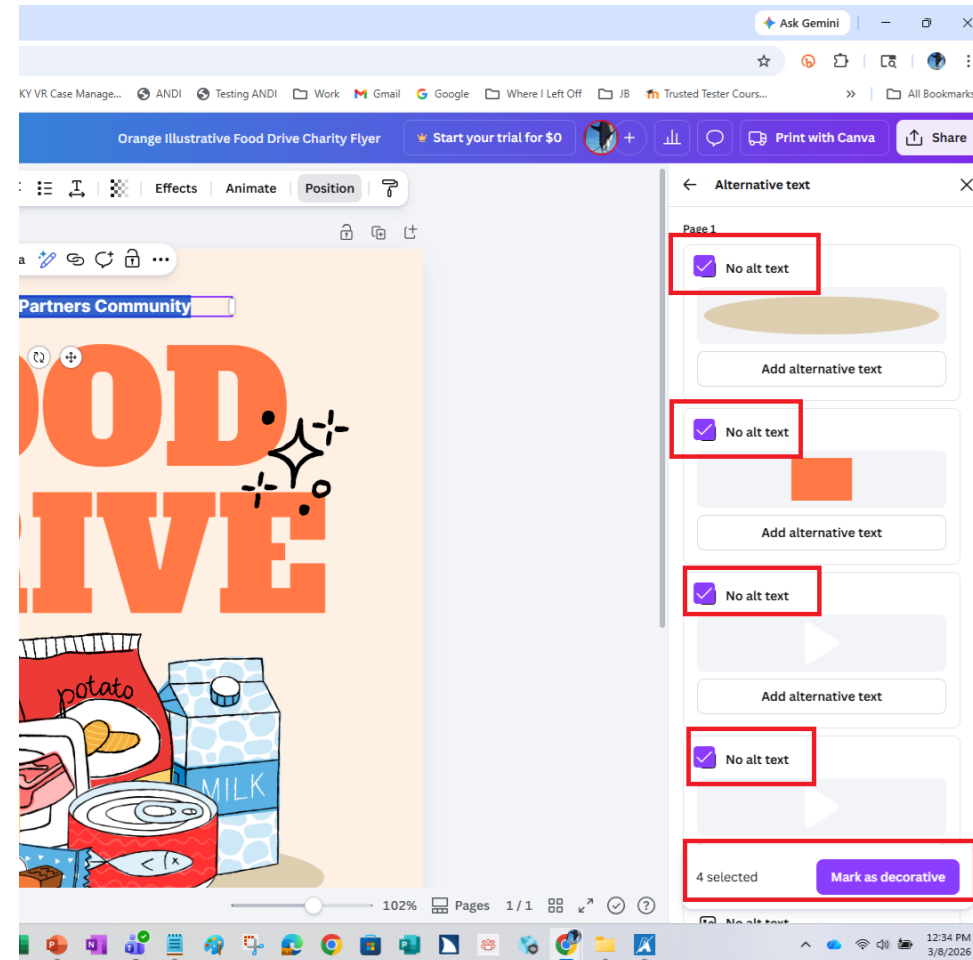 Ask Gemini
KY VR Case Manage... ANDI Testing ANDI Work Gmail Google Where I Left Off JB Trusted Tester Cours... » All Bookmarks
Orange Illustrative Food Drive Charity Flyer Start your trial for $0 + Print with Canva Share
Effects Animate Position
Alternative text
Page 1
No alt text
Add alternative text
No alt text
Add alternative text
No alt text
Add alternative text
No alt text
4 selected Mark as decorative
No alt text
a
Partners Community
OOD
RIVE
potato
MILK
102% Pages 1/1
12:34 PM
3/8/2026